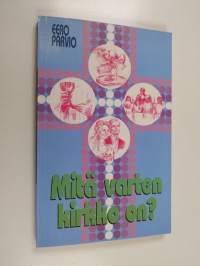 EERO
PARVIO
Mitä varten
kirkko on?